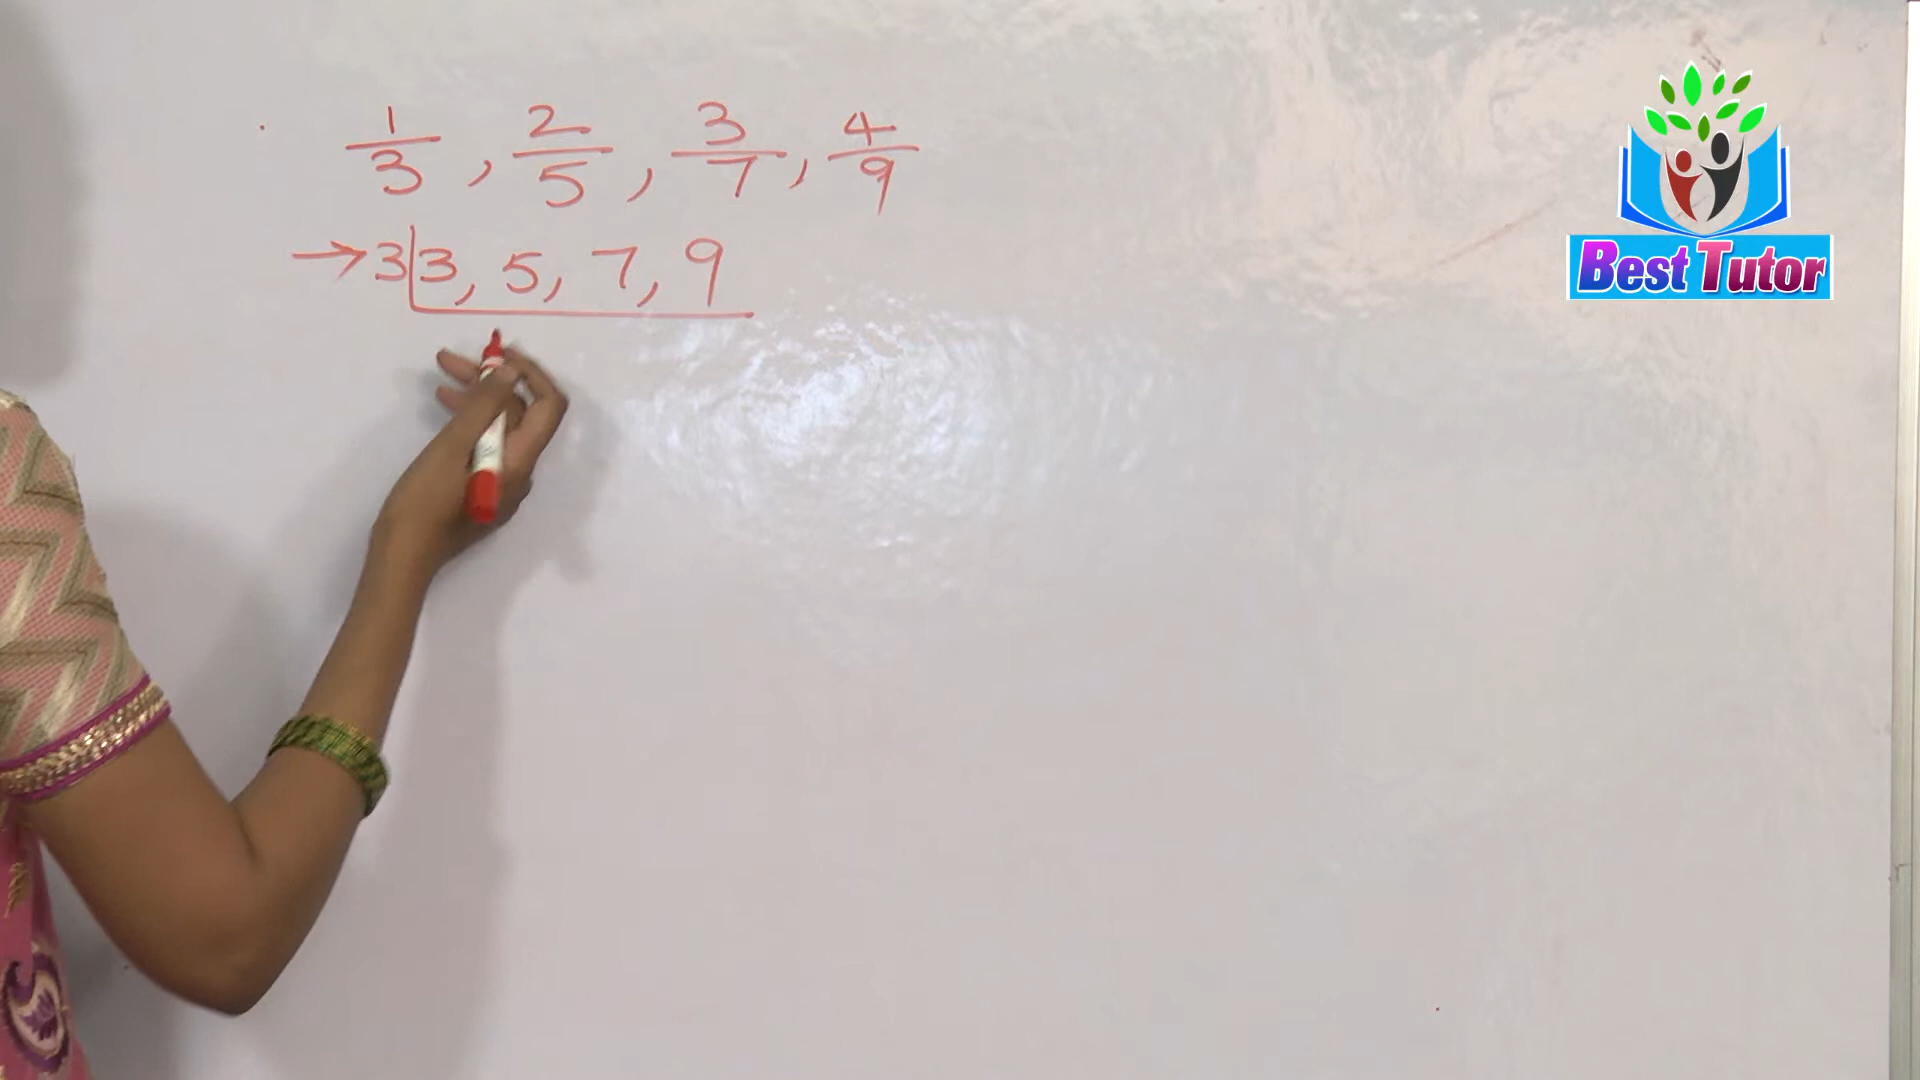 1/3, 2/5, 3/7, 4/9
→3|3, 5, 7, 9
Best Tutor